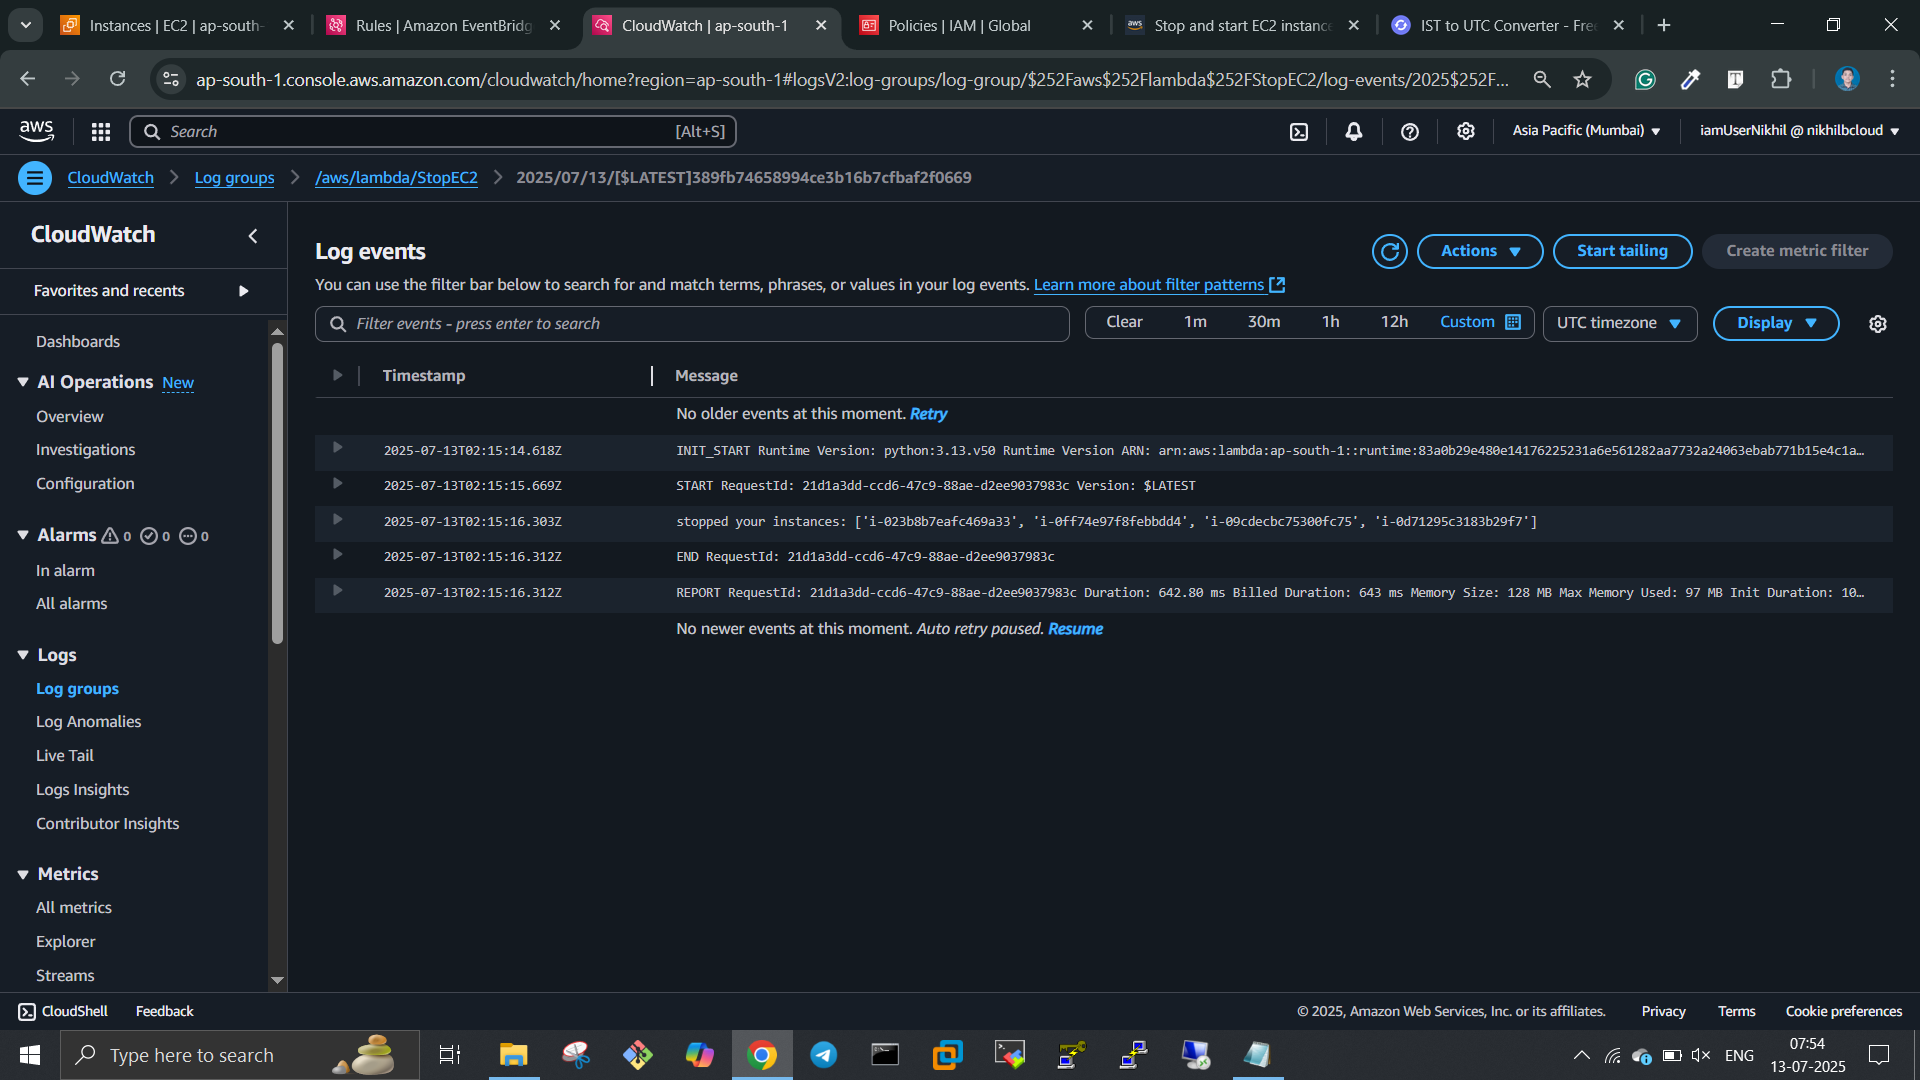 Instances | EC2 | ap-south-
Rules | Amazon EventBridg
CloudWatch | ap-south-1
Policies | IAM | Global
Stop and start EC2 instance
IST to UTC Converter - Fre
ap-south-1.console.aws.amazon.com/cloudwatch/home?region=ap-south-1#logsV2:log-groups/log-group/$252Faws$252Flambda$252FStopEC2/log-events/2025$252F...
aws
Search
[Alt+S]
Asia Pacific (Mumbai)
iamUserNikhil @ nikhilbcloud
CloudWatch
Log groups
/aws/lambda/StopEC2
2025/07/13/[$LATEST]389fb74658994ce3b16b7cfbaf2f0669
CloudWatch
Favorites and recents
Dashboards
AI Operations New
Overview
Investigations
Configuration
Alarms 0 0 0
In alarm
All alarms
Logs
Log groups
Log Anomalies
Live Tail
Logs Insights
Contributor Insights
Metrics
All metrics
Explorer
Streams
Log events
Actions
Start tailing
Create metric filter
You can use the filter bar below to search for and match terms, phrases, or values in your log events. Learn more about filter patterns
Filter events - press enter to search
Clear 1m 30m 1h 12h Custom
UTC timezone
Display
Timestamp Message
No older events at this moment. Retry
2025-07-13T02:15:14.618Z INIT_START Runtime Version: python:3.13.v50 Runtime Version ARN: arn:aws:lambda:ap-south-1::runtime:83a0b29e480e14176225231a6e561282aa7732a24063ebab771b15e4c1a…
2025-07-13T02:15:15.669Z START RequestId: 21d1a3dd-ccd6-47c9-88ae-d2ee9037983c Version: $LATEST
2025-07-13T02:15:16.303Z stopped your instances: ['i-023b8b7eafc469a33', 'i-0ff74e97f8febbdd4', 'i-09cdecbc75300fc75', 'i-0d71295c3183b29f7']
2025-07-13T02:15:16.312Z END RequestId: 21d1a3dd-ccd6-47c9-88ae-d2ee9037983c
2025-07-13T02:15:16.312Z REPORT RequestId: 21d1a3dd-ccd6-47c9-88ae-d2ee9037983c Duration: 642.80 ms Billed Duration: 643 ms Memory Size: 128 MB Max Memory Used: 97 MB Init Duration: 10…
No newer events at this moment. Auto retry paused. Resume
CloudShell Feedback
© 2025, Amazon Web Services, Inc. or its affiliates. Privacy Terms Cookie preferences
Type here to search
ENG
07:54
13-07-2025